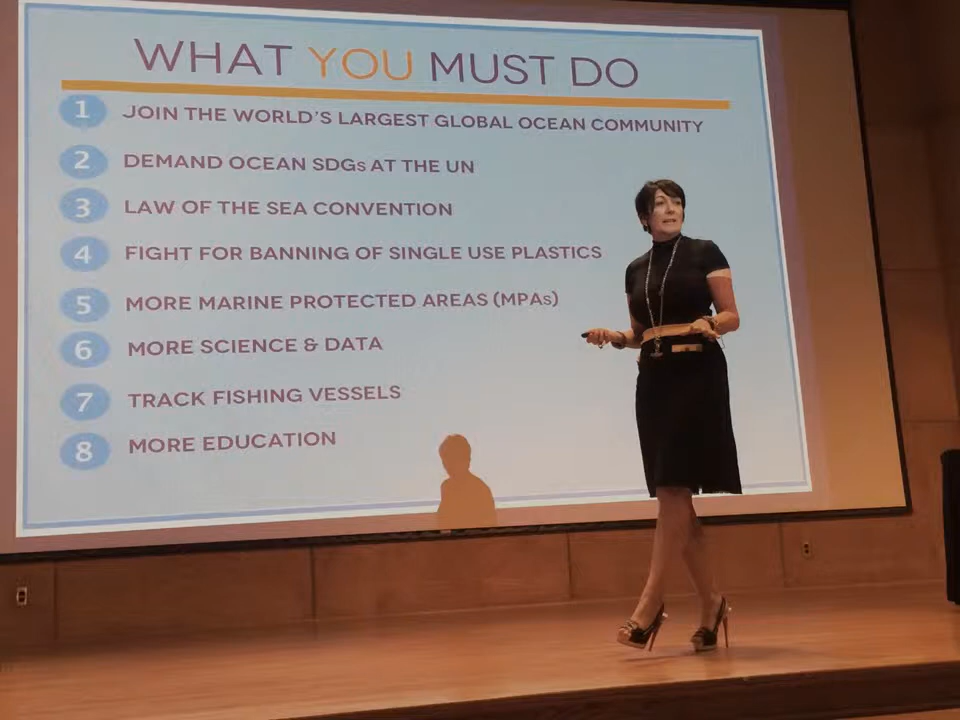 WHAT YOU MUST DO
1 JOIN THE WORLD'S LARGEST GLOBAL OCEAN COMMUNITY
2 DEMAND OCEAN SDGs AT THE UN
3 LAW OF THE SEA CONVENTION
4 FIGHT FOR BANNING OF SINGLE USE PLASTICS
5 MORE MARINE PROTECTED AREAS (MPAs)
6 MORE SCIENCE & DATA
7 TRACK FISHING VESSELS
8 MORE EDUCATION